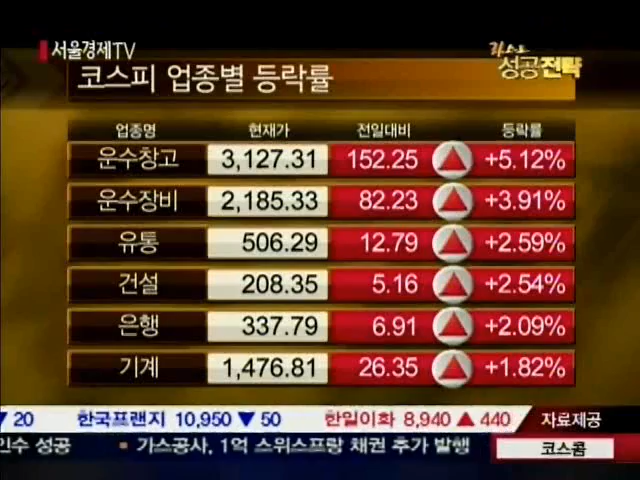 서울경제TV
성공전략
코스피 업종별 등락률
업종명 현재가 전일대비 등락률
운수창고 3,127.31 152.25 ▲ +5.12%
운수장비 2,185.33 82.23 ▲ +3.91%
유통 506.29 12.79 ▲ +2.59%
건설 208.35 5.16 ▲ +2.54%
은행 337.79 6.91 ▲ +2.09%
기계 1,476.81 26.35 ▲ +1.82%
▼ 20 한국프랜지 10,950 ▼ 50 한일이화 8,940 ▲ 440 자료제공
인수 성공 ▪ 가스공사, 1억 스위스프랑 채권 추가 발행 코스콤